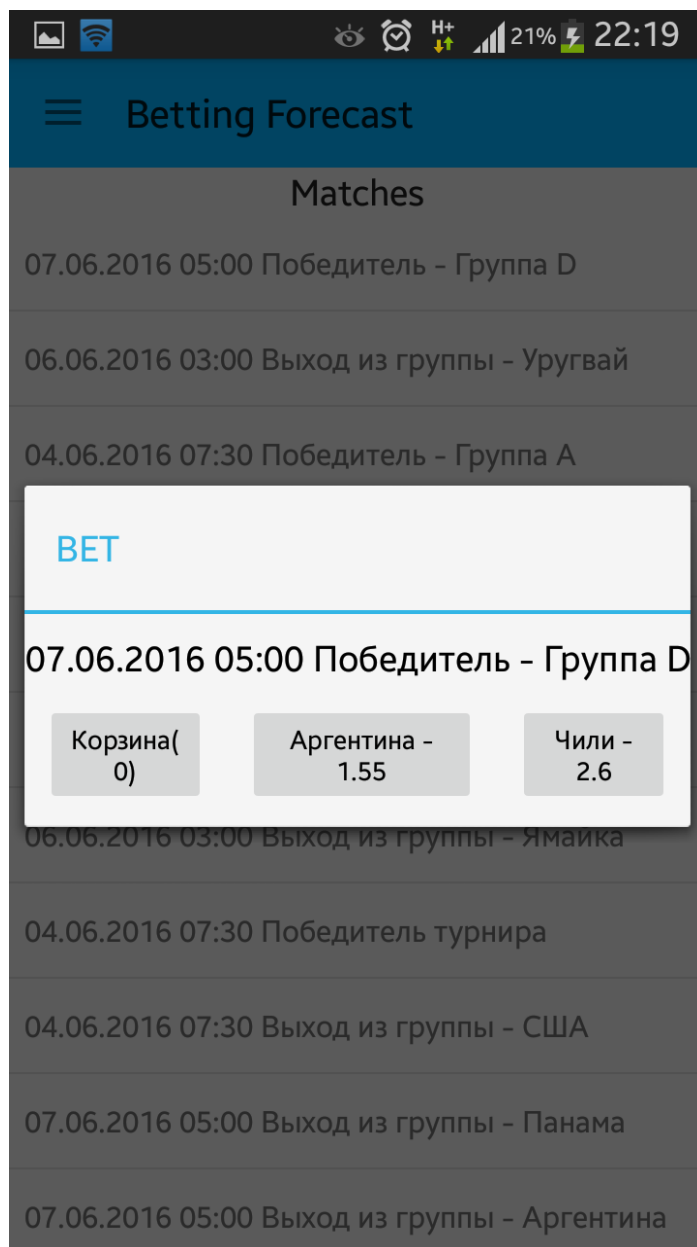 H+ 21% 22:19
Betting Forecast
Matches
07.06.2016 05:00 Победитель - Группа D
06.06.2016 03:00 Выход из группы - Уругвай
04.06.2016 07:30 Победитель - Группа A
BET
07.06.2016 05:00 Победитель - Группа D
Корзина(
0)
Аргентина -
1.55
Чили -
2.6
06.06.2016 03:00 Выход из группы - Ямайка
04.06.2016 07:30 Победитель турнира
04.06.2016 07:30 Выход из группы - США
07.06.2016 05:00 Выход из группы - Панама
07.06.2016 05:00 Выход из группы - Аргентина